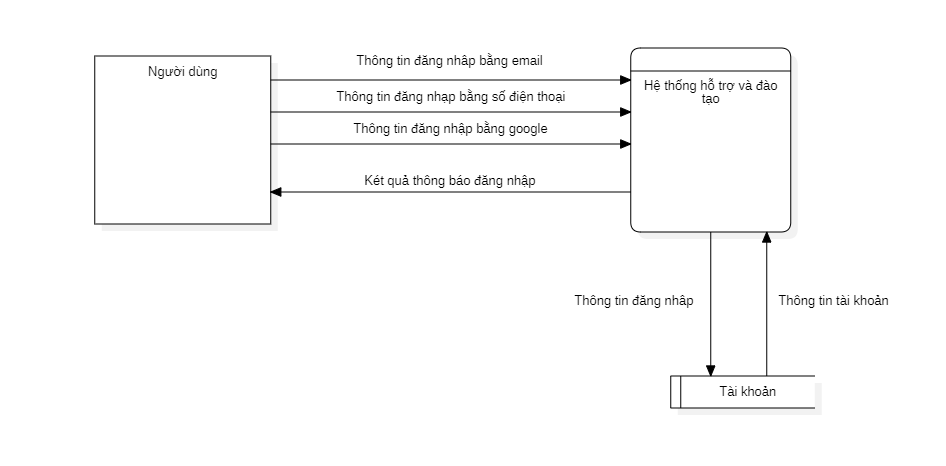 Người dùng
Thông tin đăng nhâp bằng email
Thông tin đăng nhạp bằng số điện thoại
Thông tin đăng nhập bằng google
Két quả thông báo đăng nhập
Hệ thống hỗ trợ và đào
tạo
Thông tin đăng nhâp
Thông tin tài khoản
Tài khoản